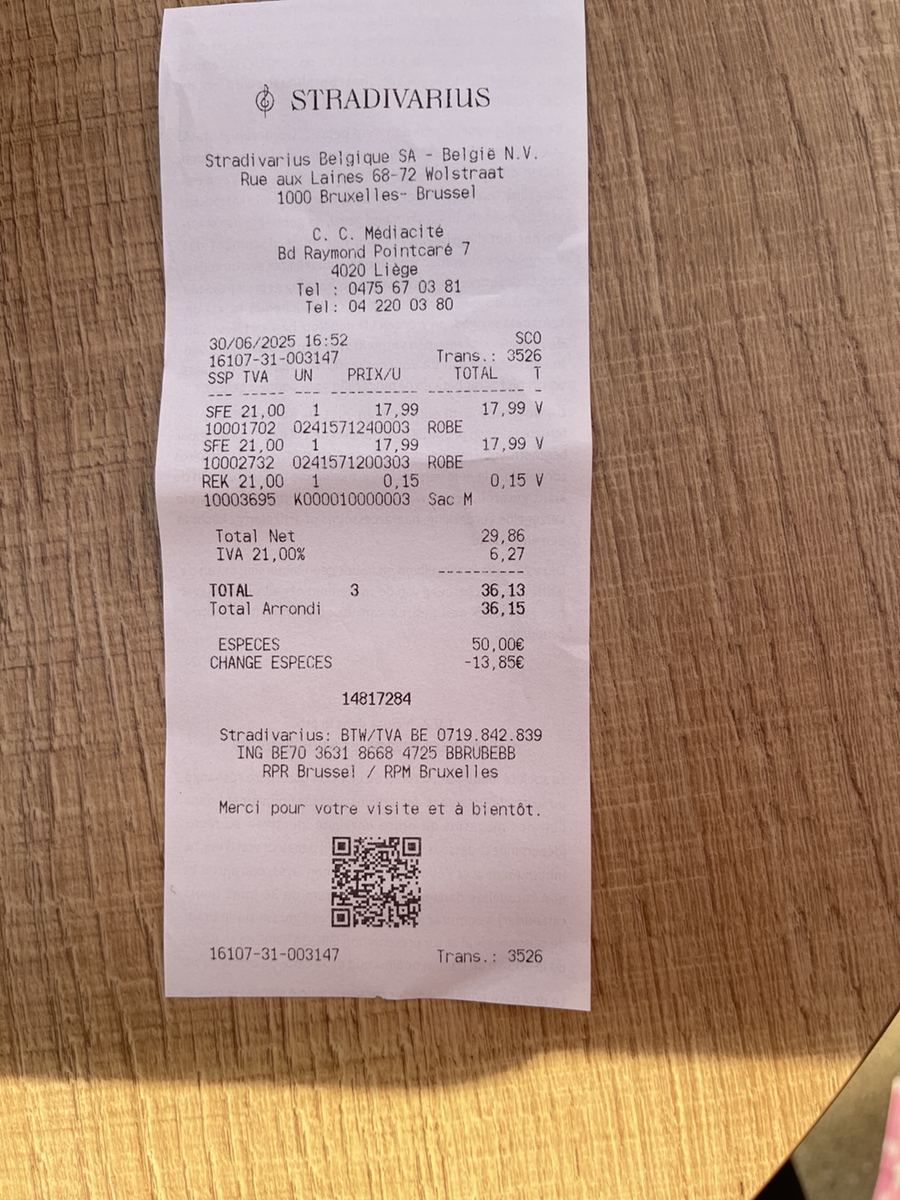 STRADIVARIUS
Stradivarius Belgique SA - België N.V.
Rue aux Laines 68-72 Wolstraat
1000 Bruxelles- Brussel
C. C. Médiacité
Bd Raymond Pointcaré 7
4020 Liège
Tel : 0475 67 03 81
Tel: 04 220 03 80
30/06/2025 16:52 SCO
16107-31-003147 Trans.: 3526
SSP TVA UN PRIX/U TOTAL T
--- ------ --- -------- --------- -
SFE 21,00 1 17,99 17,99 V
10001702 0241571240003 ROBE
SFE 21,00 1 17,99 17,99 V
10002732 0241571200303 ROBE
REK 21,00 1 0,15 0,15 V
10003695 K000010000003 Sac M
Total Net 29,86
IVA 21,00% 6,27
----------
TOTAL 3 36,13
Total Arrondi 36,15
ESPECES 50,00€
CHANGE ESPECES -13,85€
14817284
Stradivarius: BTW/TVA BE 0719.842.839
ING BE70 3631 8668 4725 BBRUBEBB
RPR Brussel / RPM Bruxelles
Merci pour votre visite et à bientôt.
16107-31-003147 Trans.: 3526